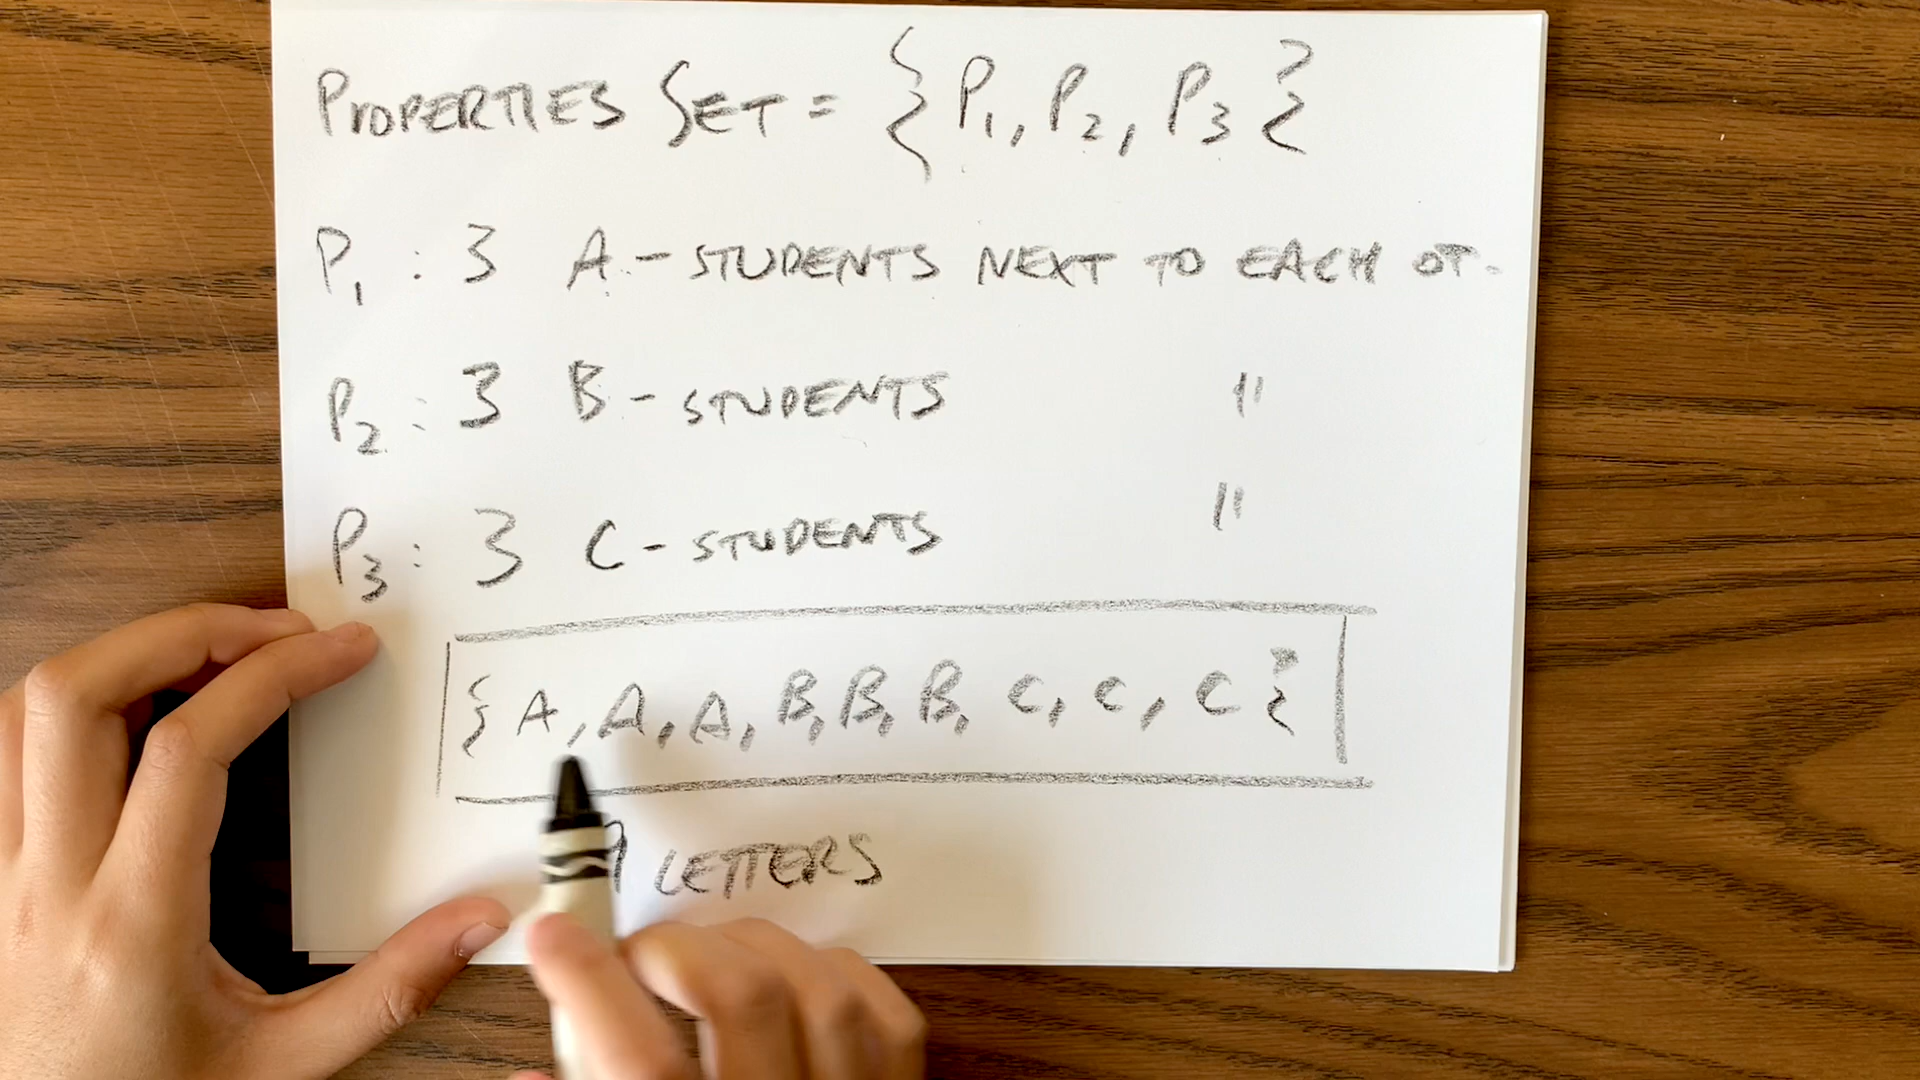 PROPERTIES SET = { P1, P2, P3 }
P1 : 3 A - STUDENTS NEXT TO EACH OT.
P2 : 3 B - STUDENTS "
P3 : 3 C - STUDENTS "
{ A, A, A, B, B, B, C, C, C }
9 LETTERS